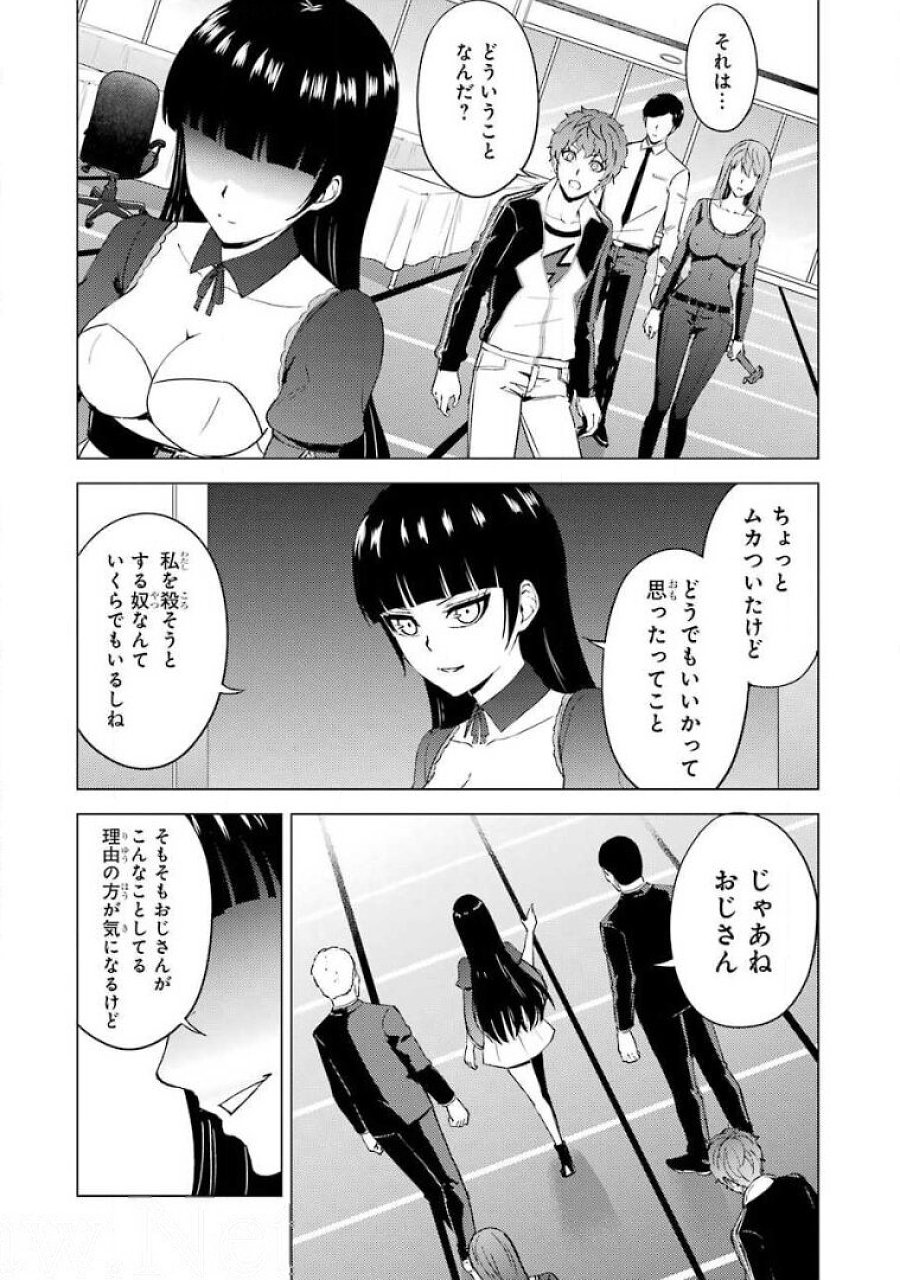 それは…
どういうこと
なんだ?
ちょっと
ムカついたけど
どうでもいいかって
思ったってこと
私を殺そうと
する奴なんて
いくらでもいるしね
じゃあね
おじさん
そもそもおじさんが
こんなことしてる
理由の方が気になるけど